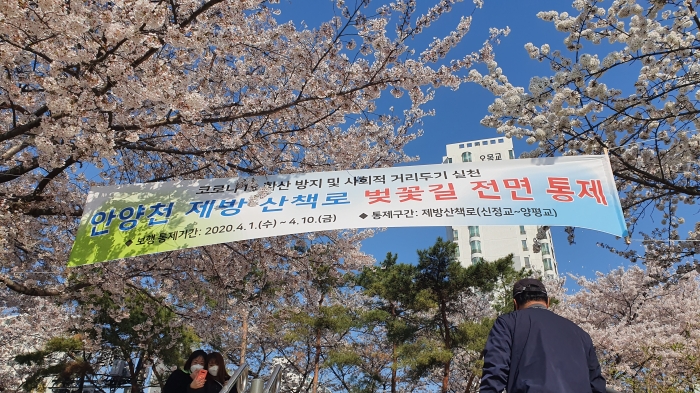 코로나 19 확산 방지 및 사회적 거리두기 실천
안양천 제방 산책로 벚꽃길 전면 통제
◆ 보행 통제기간: 2020.4.1.(수) ~ 4.10.(금) ◆ 통제구간: 제방산책로(신정교~양평교)
오목교